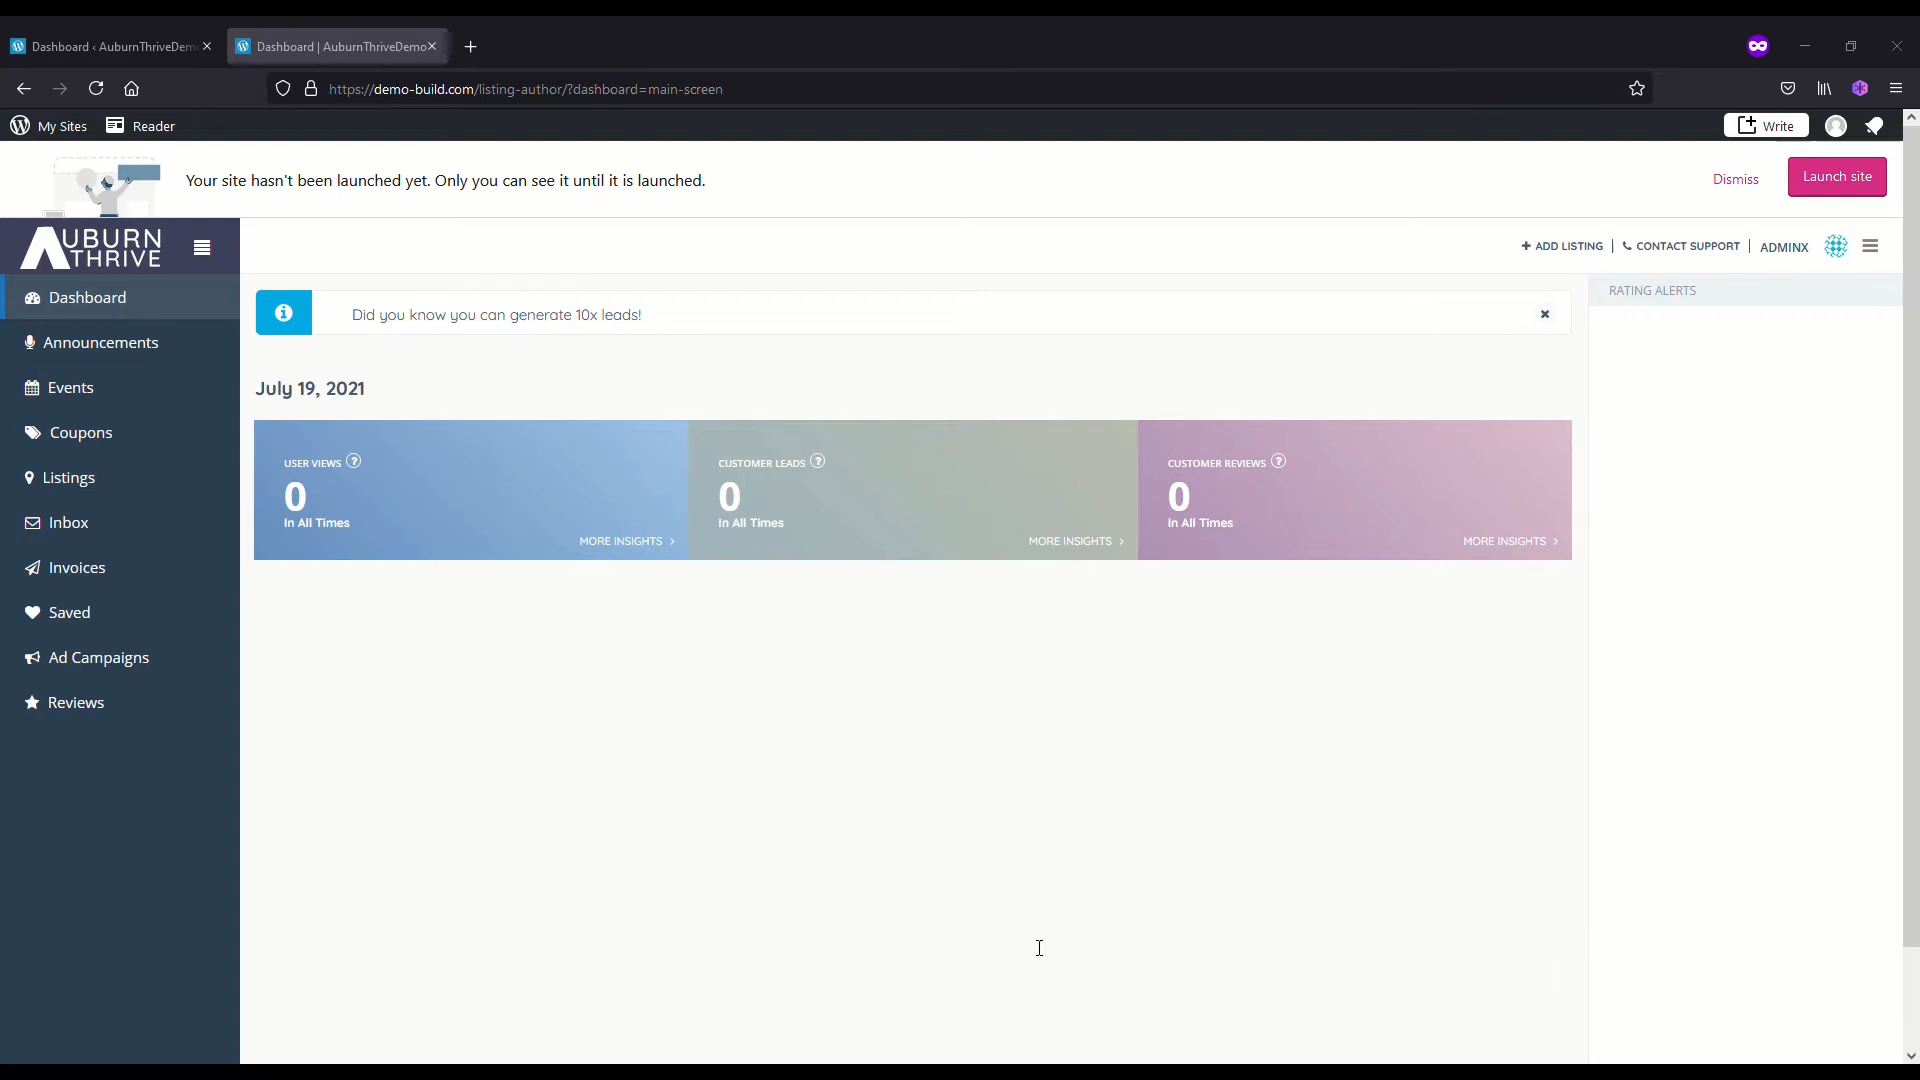 Dashboard ‹ AuburnThriveDem
Dashboard | AuburnThriveDemo
https://demo-build.com/listing-author/?dashboard=main-screen
My Sites
Reader
Write
Your site hasn't been launched yet. Only you can see it until it is launched.
Dismiss
Launch site
AUBURN
THRIVE
ADD LISTING | CONTACT SUPPORT | ADMINX
Dashboard
Announcements
Events
Coupons
Listings
Inbox
Invoices
Saved
Ad Campaigns
Reviews
Did you know you can generate 10x leads!
RATING ALERTS
July 19, 2021
USER VIEWS ?
0
In All Times
MORE INSIGHTS >
CUSTOMER LEADS ?
0
In All Times
MORE INSIGHTS >
CUSTOMER REVIEWS ?
0
In All Times
MORE INSIGHTS >